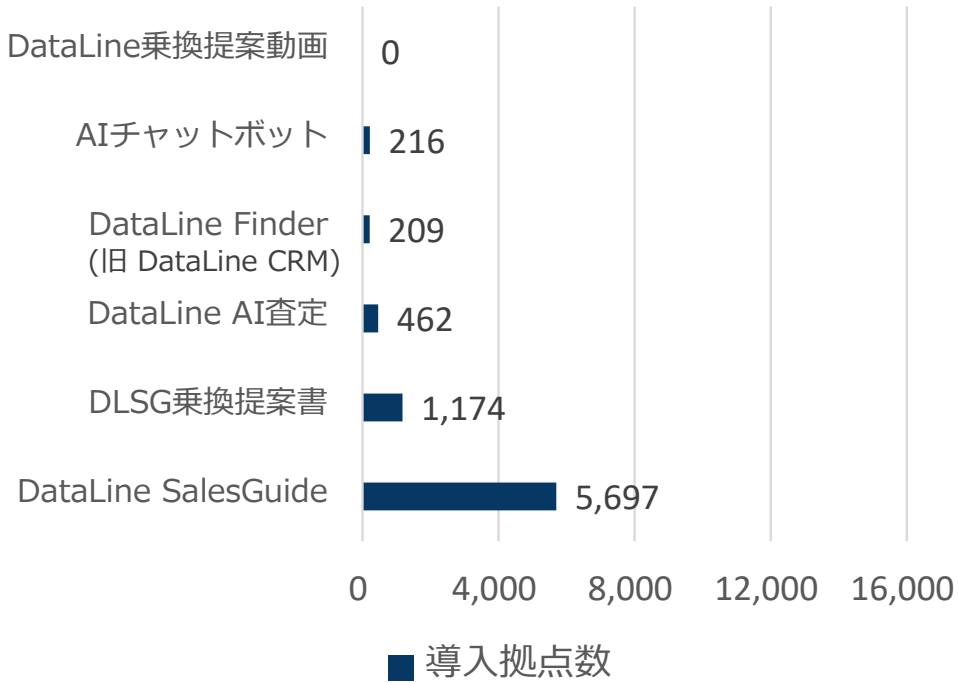 DataLine乗換提案動画
0
AIチャットボット
216
DataLine Finder
(旧 DataLine CRM)
209
DataLine AI査定
462
DLSG乗換提案書
1,174
DataLine SalesGuide
5,697
0 4,000 8,000 12,000 16,000
導入拠点数